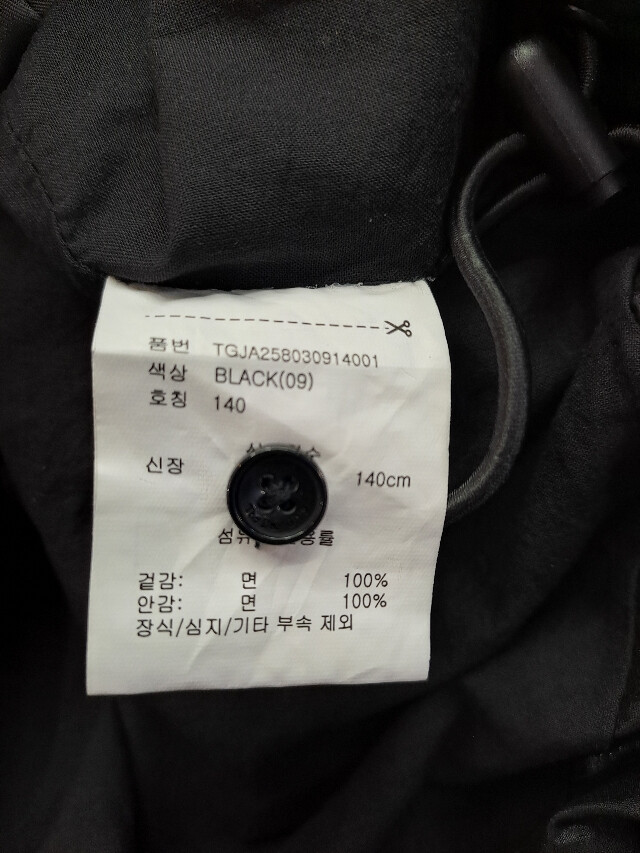 품번 TGJA258030914001
색상 BLACK(09)
호칭 140
신장 140cm
겉감: 면 100%
안감: 면 100%
장식/심지/기타 부속 제외